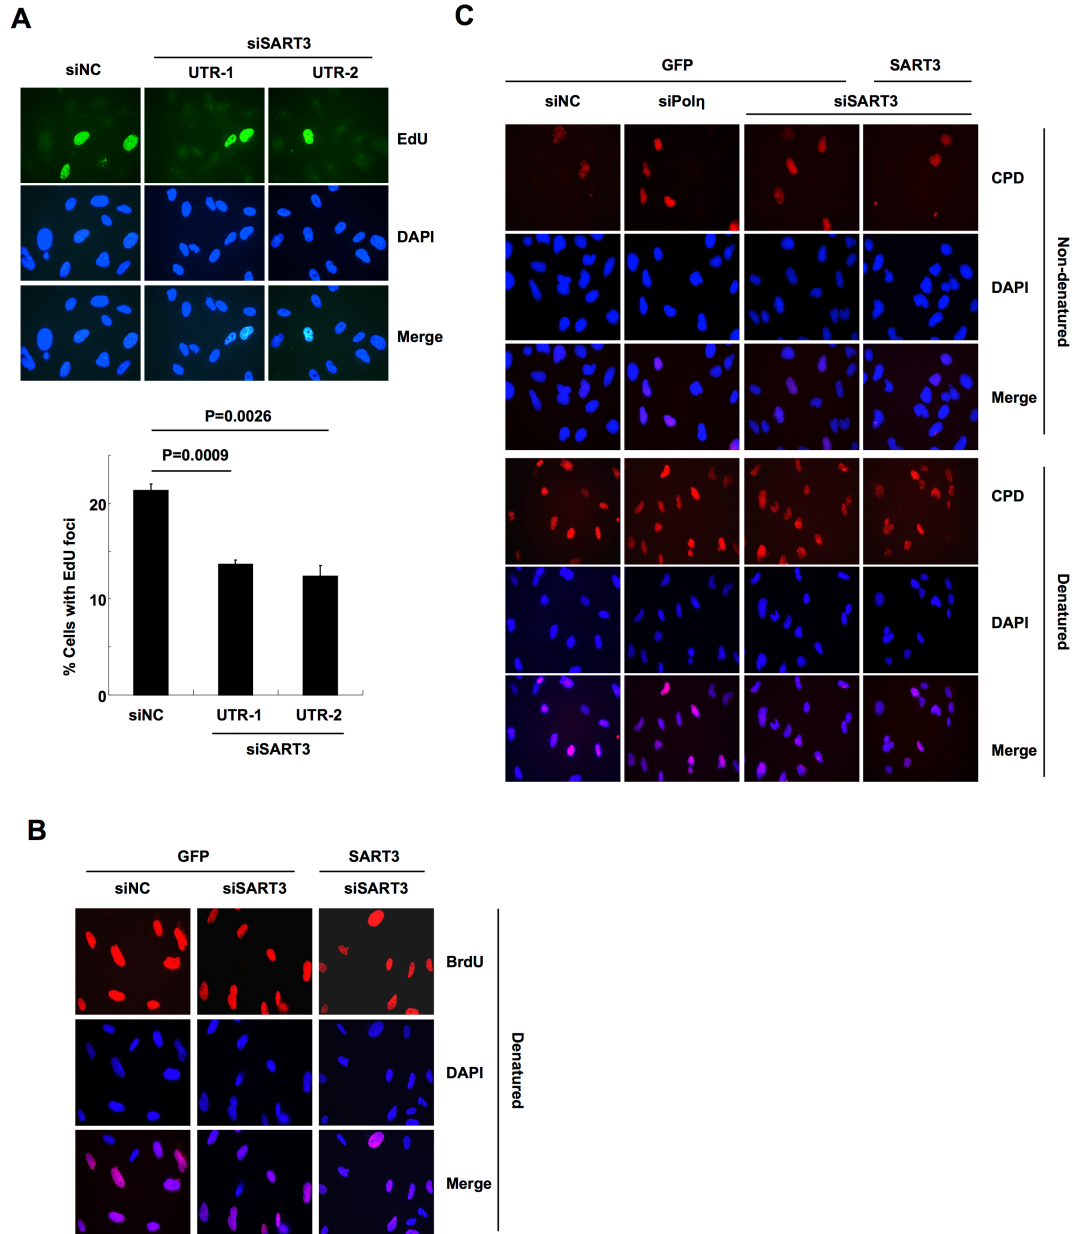 A
siSART3
siNC
UTR-1
UTR-2
EdU
DAPI
Merge
P=0.0026
P=0.0009
% Cells with EdU foci
20
10
0
siNC
UTR-1
UTR-2
siSART3
B
GFP
SART3
siNC
siSART3
siSART3
BrdU
DAPI
Merge
Denatured
C
GFP
SART3
siNC
siPolη
siSART3
CPD
DAPI
Merge
Non-denatured
CPD
DAPI
Merge
Denatured